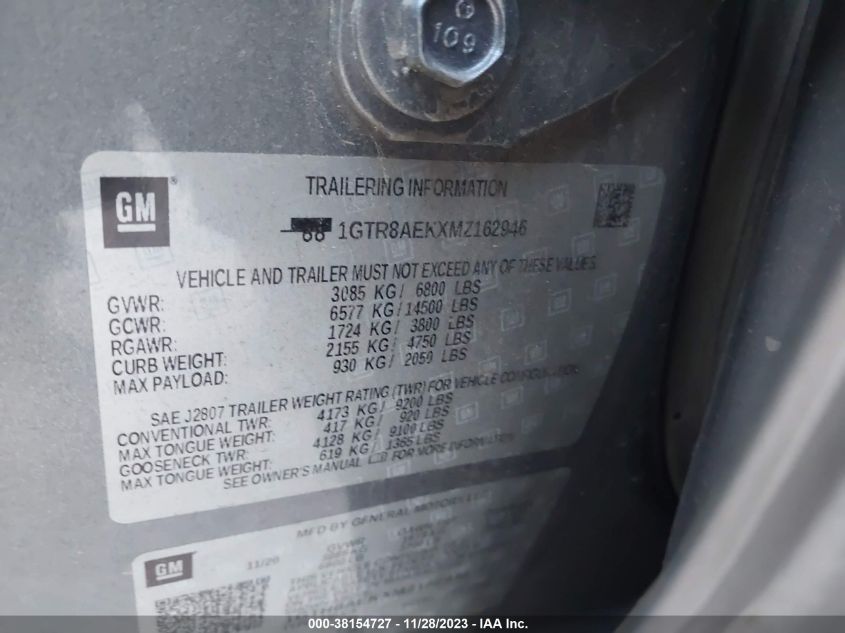 109
GM
TRAILERING INFORMATION
1GTR8AEKXMZ162946
VEHICLE AND TRAILER MUST NOT EXCEED ANY OF THESE VALUES
GVWR: 3085 KG/ 6800 LBS
GCWR: 6577 KG/14500 LBS
RGAWR: 1724 KG/ 3800 LBS
CURB WEIGHT: 2155 KG/ 4750 LBS
MAX PAYLOAD: 930 KG/ 2050 LBS
SAE J2807 TRAILER WEIGHT RATING (TWR) FOR VEHICLE CONFIGURATION
CONVENTIONAL TWR: 4173 KG/ 9200 LBS
MAX TONGUE WEIGHT: 417 KG/ 920 LBS
GOOSENECK TWR: 4128 KG/ 9100 LBS
MAX TONGUE WEIGHT: 619 KG/ 1365 LBS
SEE OWNER'S MANUAL FOR MORE INFORMATION
MFD BY GENERAL MOTORS LLC
GM
11/20
GVWR
000-38154727 - 11/28/2023 - IAA Inc.